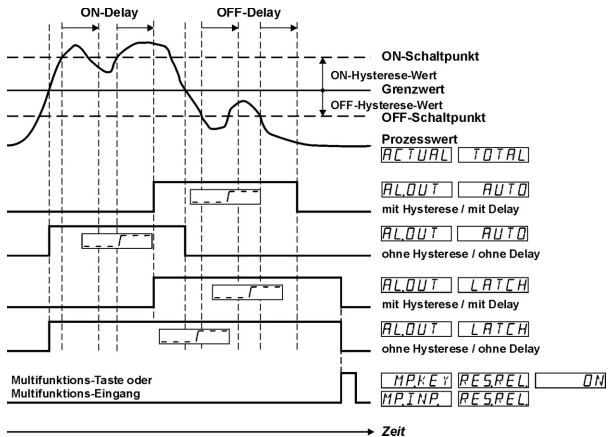 ON-Delay OFF-Delay
ON-Schaltpunkt
ON-Hysterese-Wert
Grenzwert
OFF-Hysterese-Wert
OFF-Schaltpunkt
Prozesswert
ACTUAL TOTAL
AL.OUT AUTO
mit Hysterese / mit Delay
AL.OUT AUTO
ohne Hysterese / ohne Delay
AL.OUT LATCH
mit Hysterese / mit Delay
AL.OUT LATCH
ohne Hysterese / ohne Delay
Multifunktions-Taste oder
Multifunktions-Eingang
MP.KEY RES.REL. ON
MP.INP. RES.REL.
Zeit